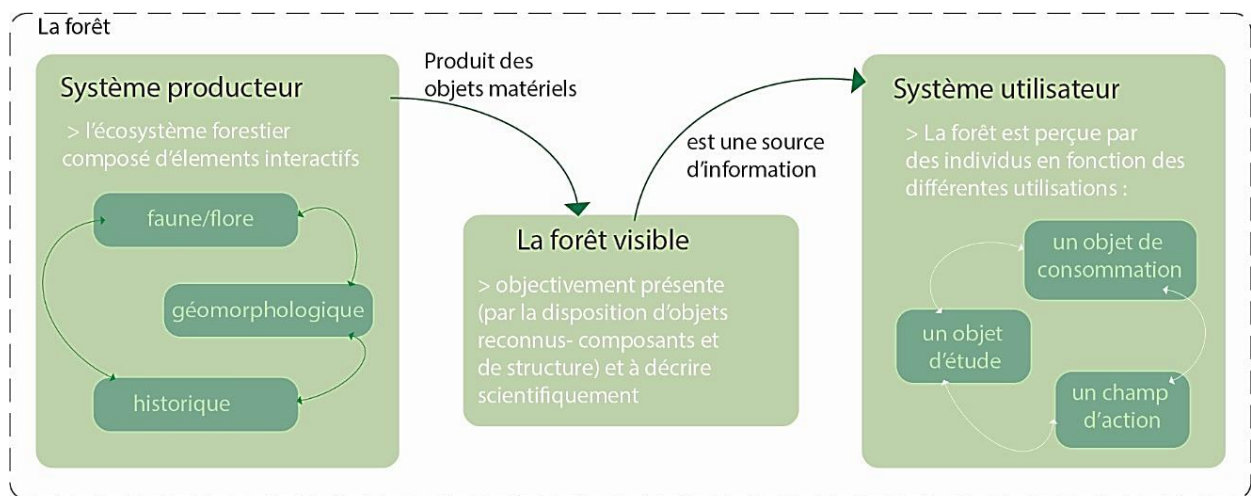 La forêt
Système producteur
> l'écosystème forestier
composé d'élements interactifs
faune/flore
géomorphologique
historique
Produit des
objets matériels
La forêt visible
> objectivement présente
(par la disposition d'objets
reconnus- composants et
de structure) et à décrire
scientifiquement
est une source
d'information
Système utilisateur
> La forêt est perçue par
des individus en fonction des
différentes utilisations :
un objet de
consommation
un objet
d'étude
un champ
d'action